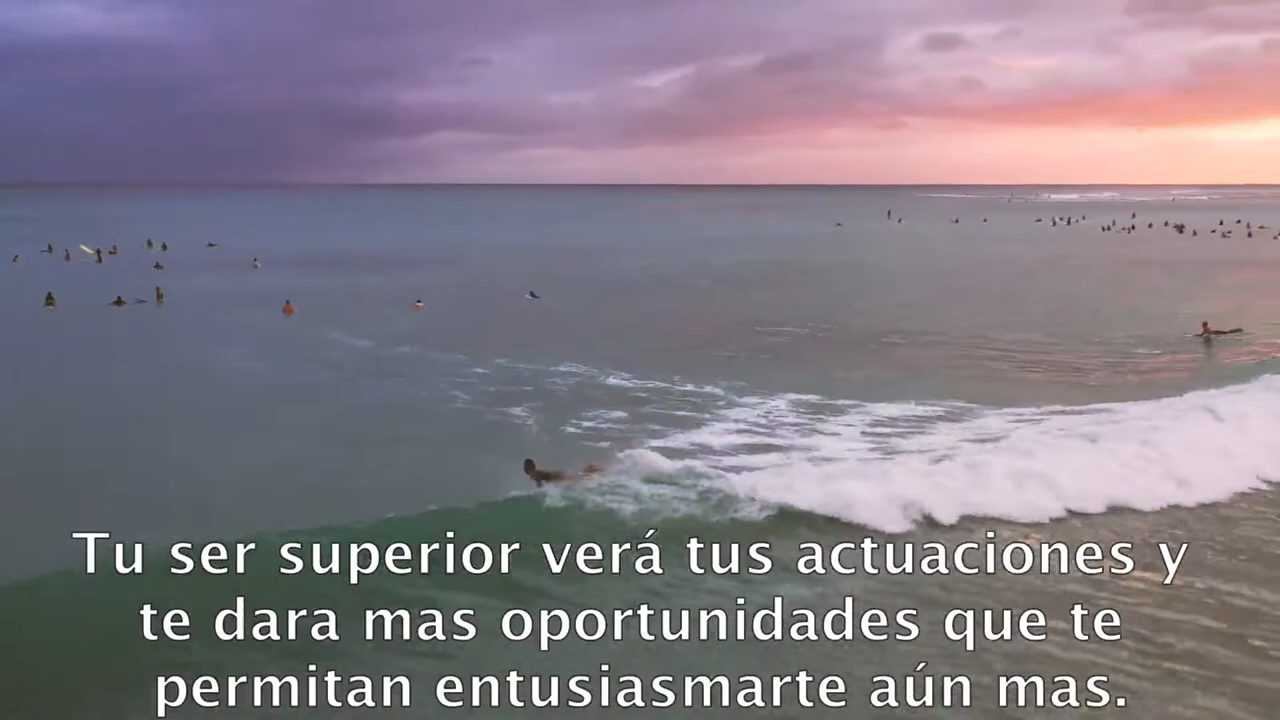 Tu ser superior verá tus actuaciones y
te dara mas oportunidades que te
permitan entusiasmarte aún mas.